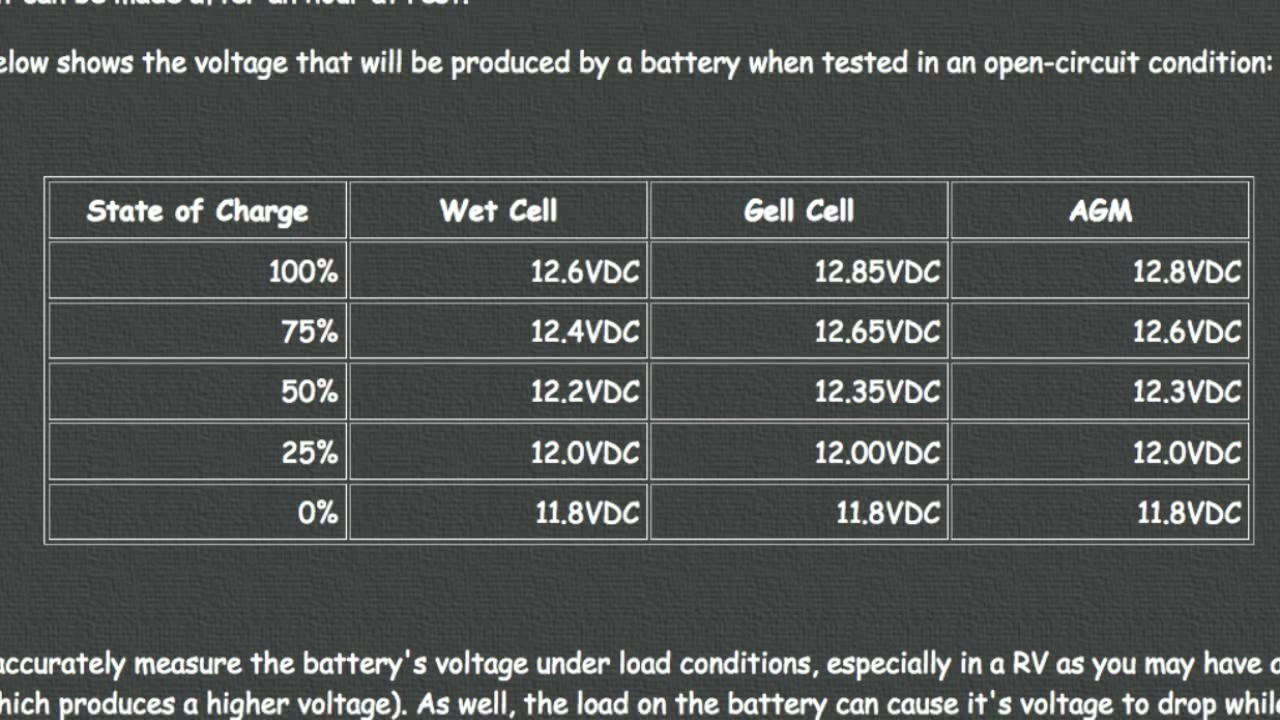 below shows the voltage that will be produced by a battery when tested in an open-circuit condition:
State of Charge Wet Cell Gell Cell AGM
100% 12.6VDC 12.85VDC 12.8VDC
75% 12.4VDC 12.65VDC 12.6VDC
50% 12.2VDC 12.35VDC 12.3VDC
25% 12.0VDC 12.00VDC 12.0VDC
0% 11.8VDC 11.8VDC 11.8VDC
accurately measure the battery's voltage under load conditions, especially in a RV as you may have
which produces a higher voltage). As well, the load on the battery can cause it's voltage to drop while